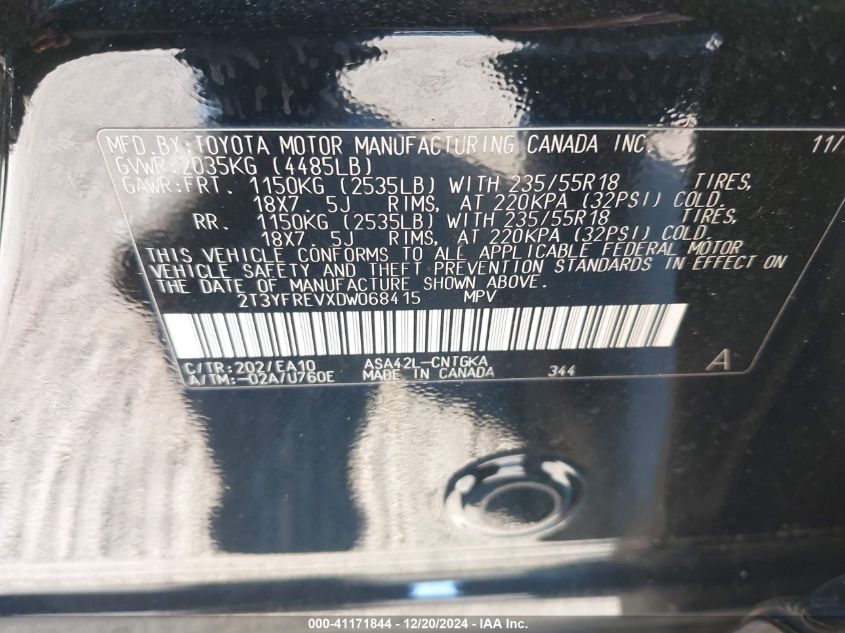 MFD.BY:TOYOTA MOTOR MANUFACTURING CANADA INC. 11/
GVWR:2035KG (4485LB)
GAWR:FRT. 1150KG (2535LB) WITH 235/55R18 TIRES,
18X7.5J RIMS, AT 220KPA (32PSI) COLD.
RR. 1150KG (2535LB) WITH 235/55R18 TIRES,
18X7.5J RIMS, AT 220KPA (32PSI) COLD.
THIS VEHICLE CONFORMS TO ALL APPLICABLE FEDERAL MOTOR
VEHICLE SAFETY AND THEFT PREVENTION STANDARDS IN EFFECT ON
THE DATE OF MANUFACTURE SHOWN ABOVE.
2T3YFREVXDW068415 MPV
C/TR:202/EA10 ASA42L-CNTGKA A
A/TM:-02A/U760E MADE IN CANADA 344
000-41171844 - 12/20/2024 - IAA Inc.